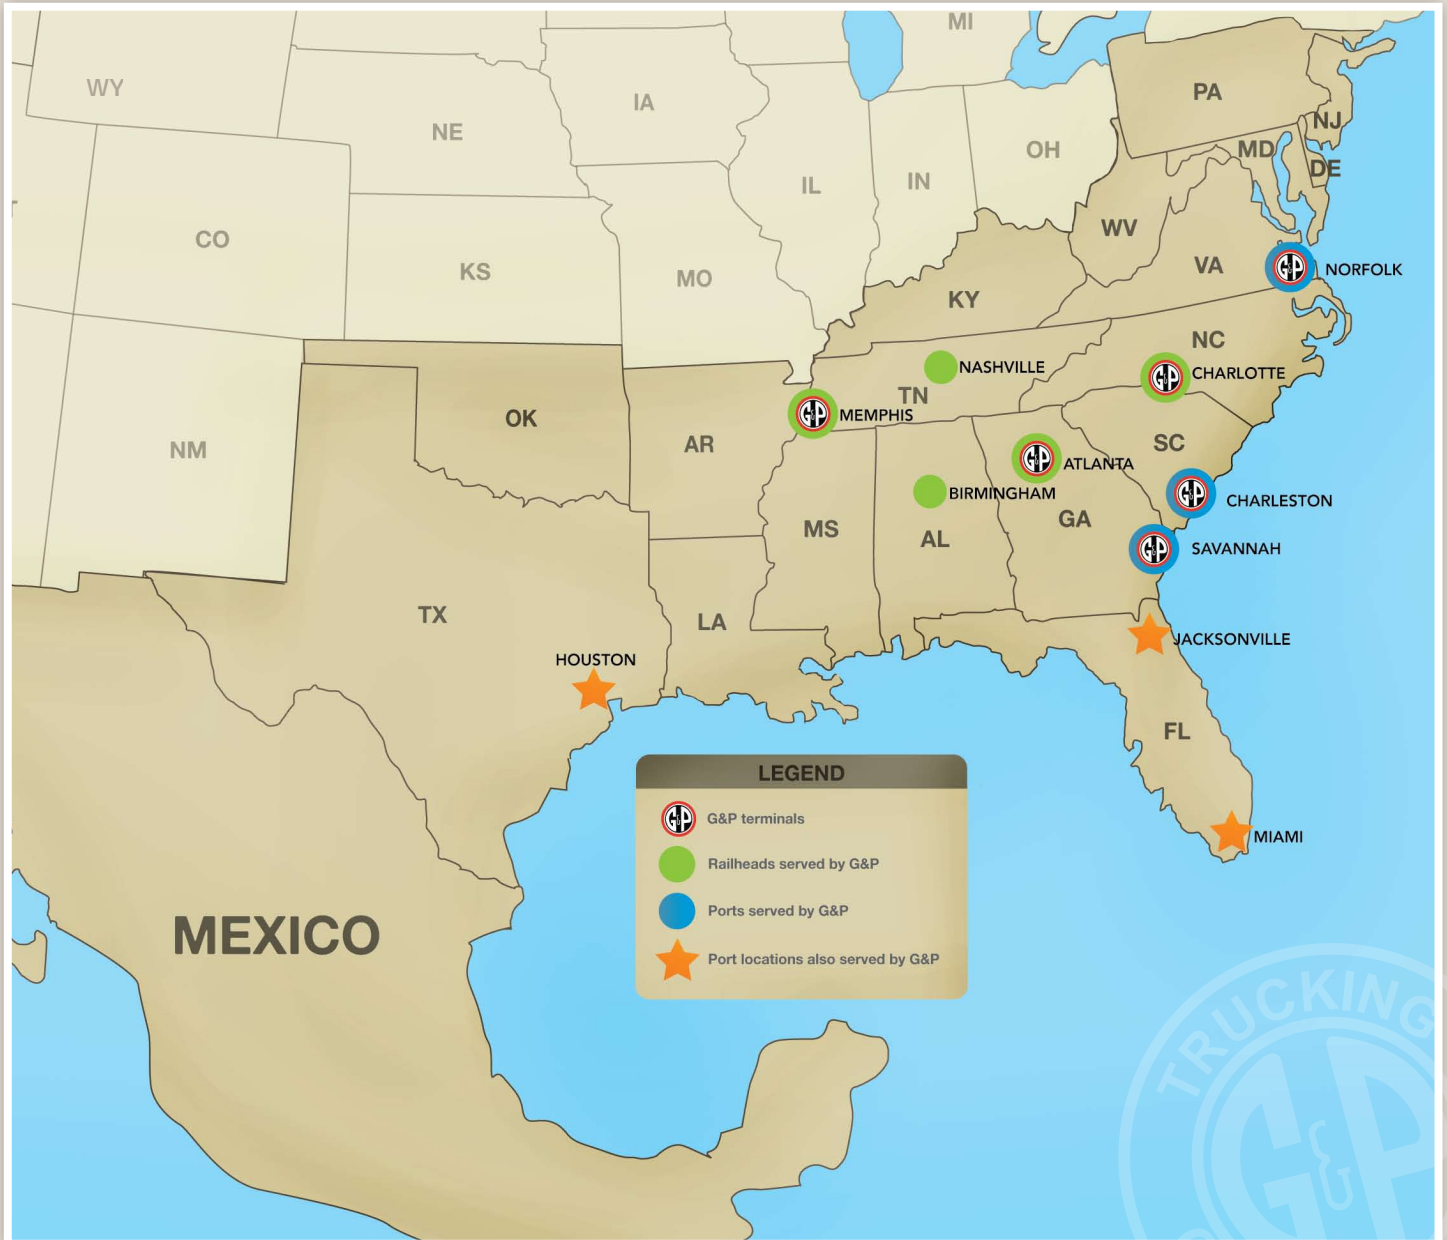 MI
WY
PA
IA
NJ
NE
OH
MD
DE
IL
IN
WV
CO
VA
G&P
NORFOLK
KS
MO
KY
NC
NASHVILLE
G&P
CHARLOTTE
TN
G&P
MEMPHIS
OK
AR
SC
NM
G&P
ATLANTA
BIRMINGHAM
G&P
CHARLESTON
GA
MS
AL
G&P
SAVANNAH
TX
LA
JACKSONVILLE
HOUSTON
FL
LEGEND
G&P
G&P terminals
MIAMI
Railheads served by G&P
Ports served by G&P
MEXICO
Port locations also served by G&P
TRUCKING
G&P